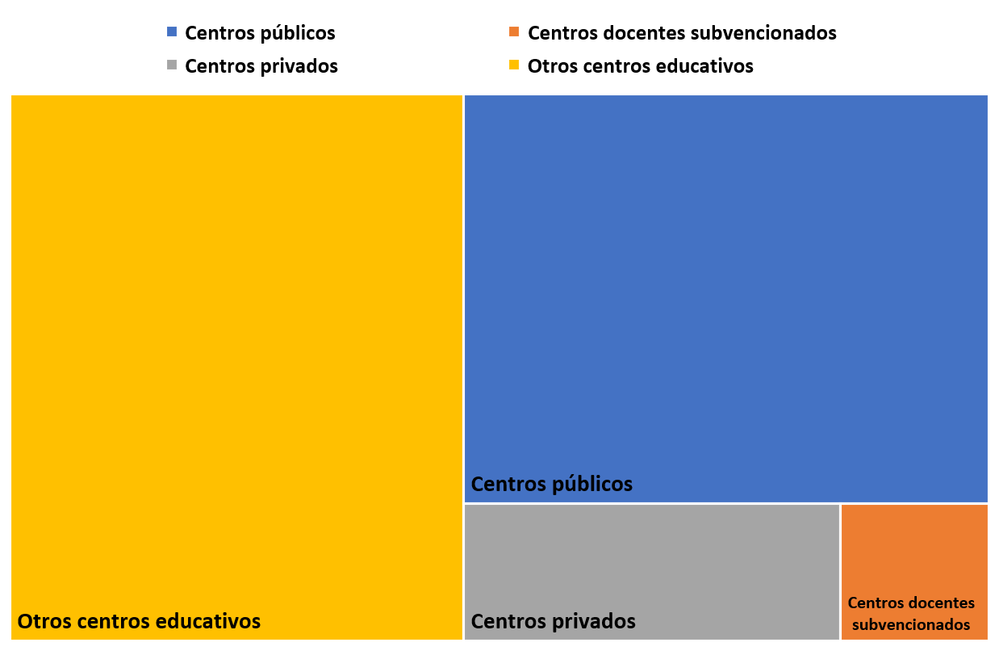 Centros públicos
Centros docentes subvencionados
Centros privados
Otros centros educativos
Centros públicos
Otros centros educativos
Centros privados
Centros docentes
subvencionados